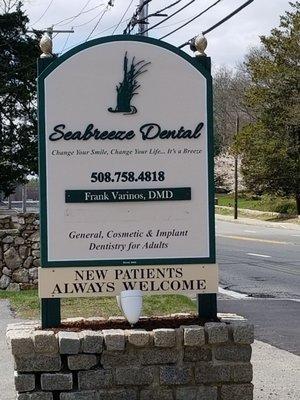 Seabreeze Dental
Change Your Smile, Change Your Life... It's a Breeze
508.758.4818
Frank Varinos, DMD
General, Cosmetic & Implant
Dentistry for Adults
NEW PATIENTS
ALWAYS WELCOME